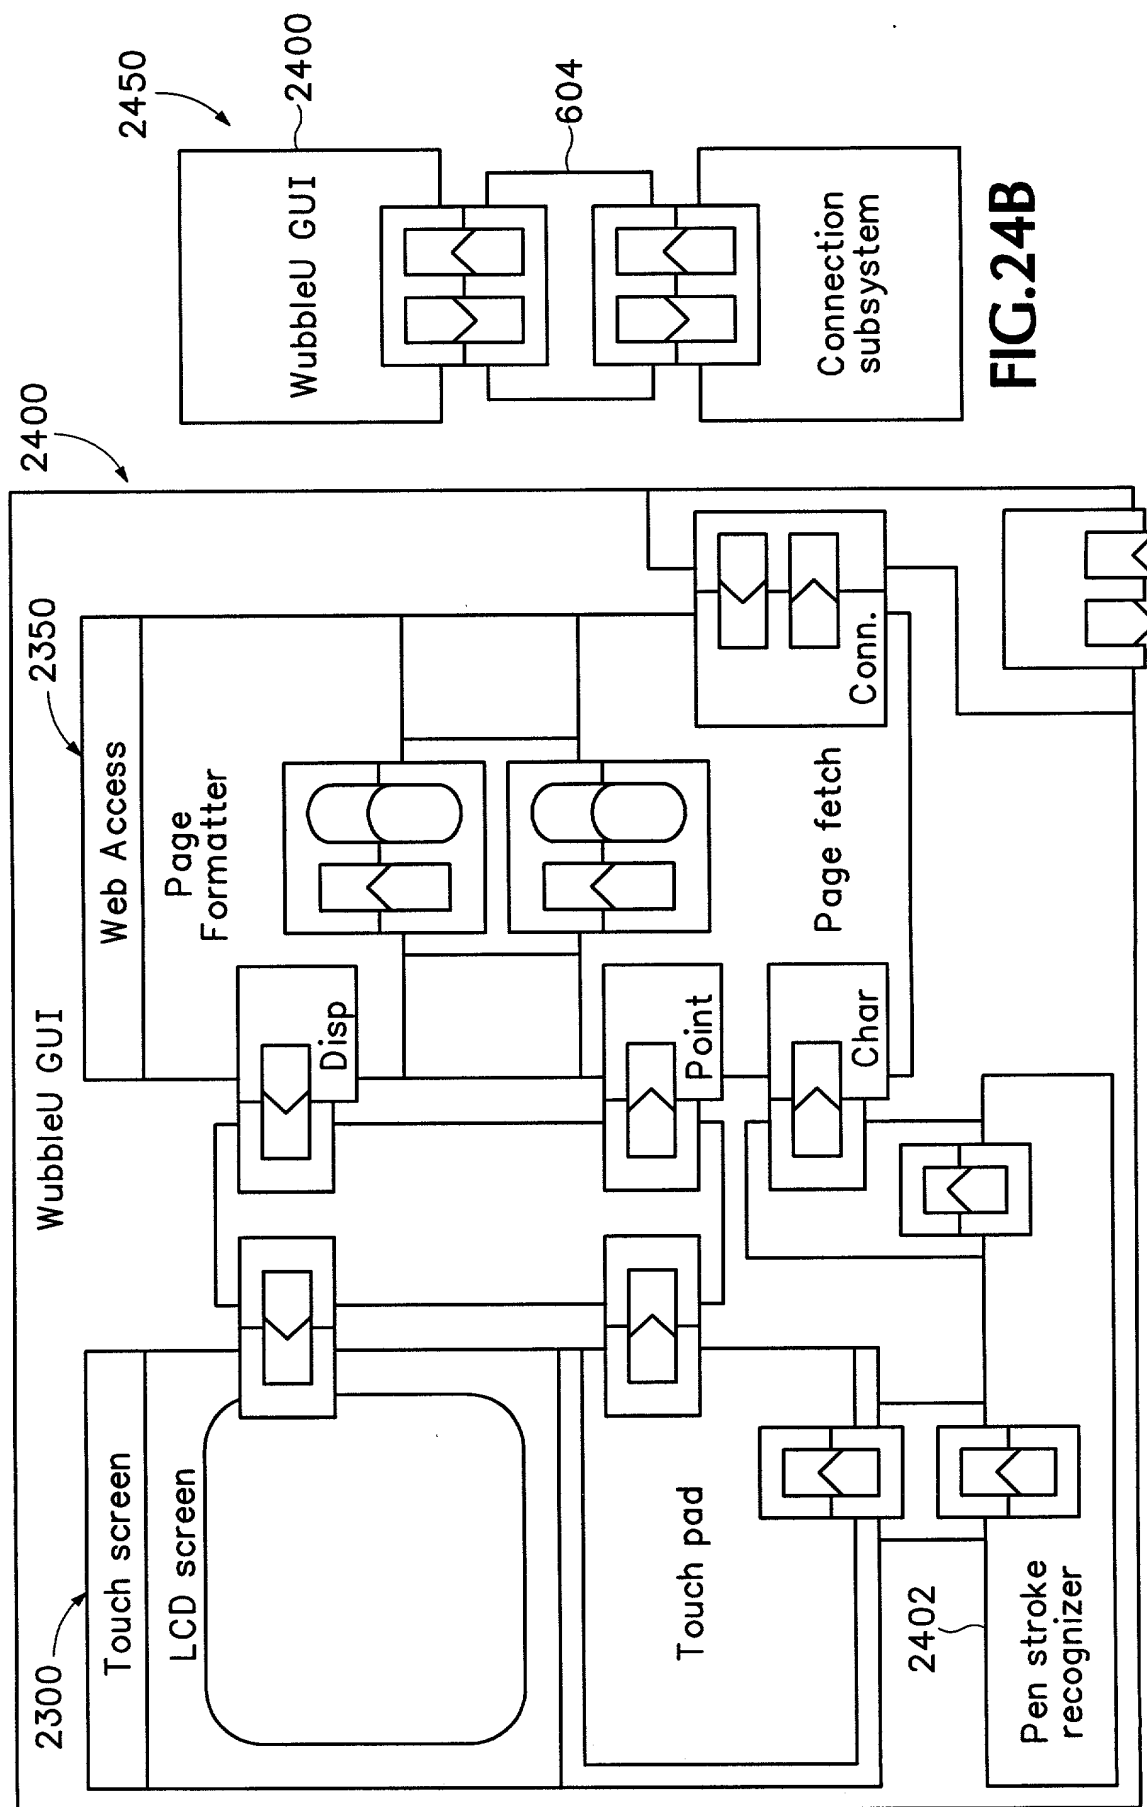 WubbleU GUI
2400
2300
Touch screen
LCD screen
Touch pad
2402
Pen stroke
recognizer
2350
Web Access
Page
Formatter
Disp
Point
Char
Page fetch
Conn.
2450
WubbleU GUI
2400
604
Connection
subsystem
FIG.24B